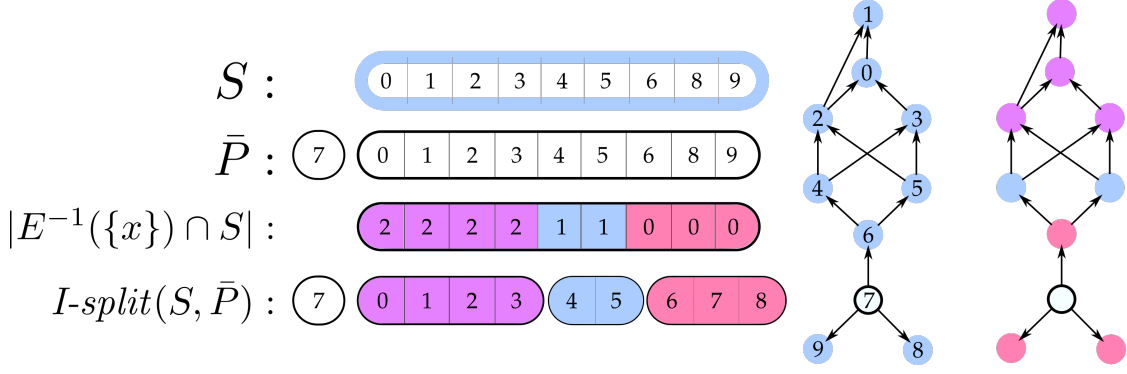 S : 0 1 2 3 4 5 6 8 9
P̄ : 7 0 1 2 3 4 5 6 8 9
|E⁻¹({x}) ∩ S| : 2 2 2 2 1 1 0 0 0
I-split(S, P̄) : 7 0 1 2 3 4 5 6 7 8
1
0
2 3
4 5
6
7
9 8